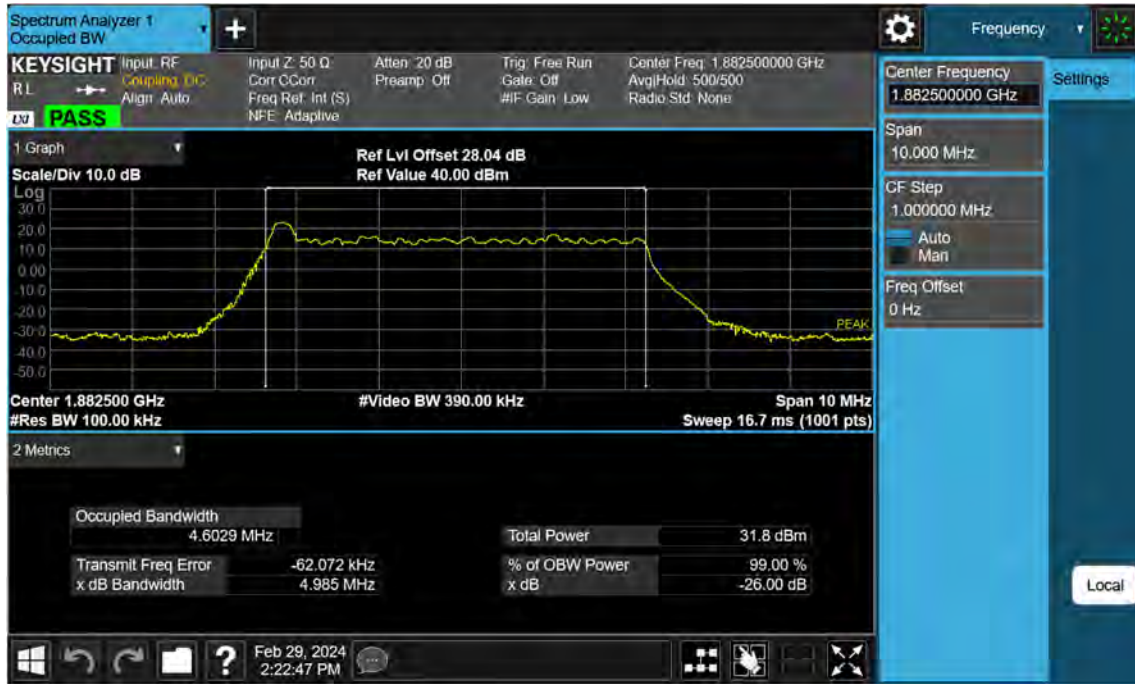 Spectrum Analyzer 1
Occupied BW
Frequency
KEYSIGHT
R L
LXI
PASS
Input: RF
Coupling: DC
Align: Auto
Input Z: 50 Ω
Corr CCorr
Freq Ref: Int (S)
NFE: Adaptive
Atten: 20 dB
Preamp: Off
Trig: Free Run
Gate: Off
#IF Gain: Low
Center Freq: 1.882500000 GHz
Avg|Hold: 500/500
Radio Std: None
Center Frequency
1.882500000 GHz
Settings
Span
10.000 MHz
CF Step
1.000000 MHz
Auto
Man
Freq Offset
0 Hz
1 Graph
Scale/Div 10.0 dB
Ref Lvl Offset 28.04 dB
Ref Value 40.00 dBm
Log
30.0
20.0
10.0
0.00
-10.0
-20.0
-30.0
-40.0
-50.0
PEAK
Center 1.882500 GHz
#Video BW 390.00 kHz
Span 10 MHz
#Res BW 100.00 kHz
Sweep 16.7 ms (1001 pts)
2 Metrics
Occupied Bandwidth
4.6029 MHz
Total Power 31.8 dBm
Transmit Freq Error -62.072 kHz
% of OBW Power 99.00 %
x dB Bandwidth 4.985 MHz
x dB -26.00 dB
Local
?
Feb 29, 2024
2:22:47 PM